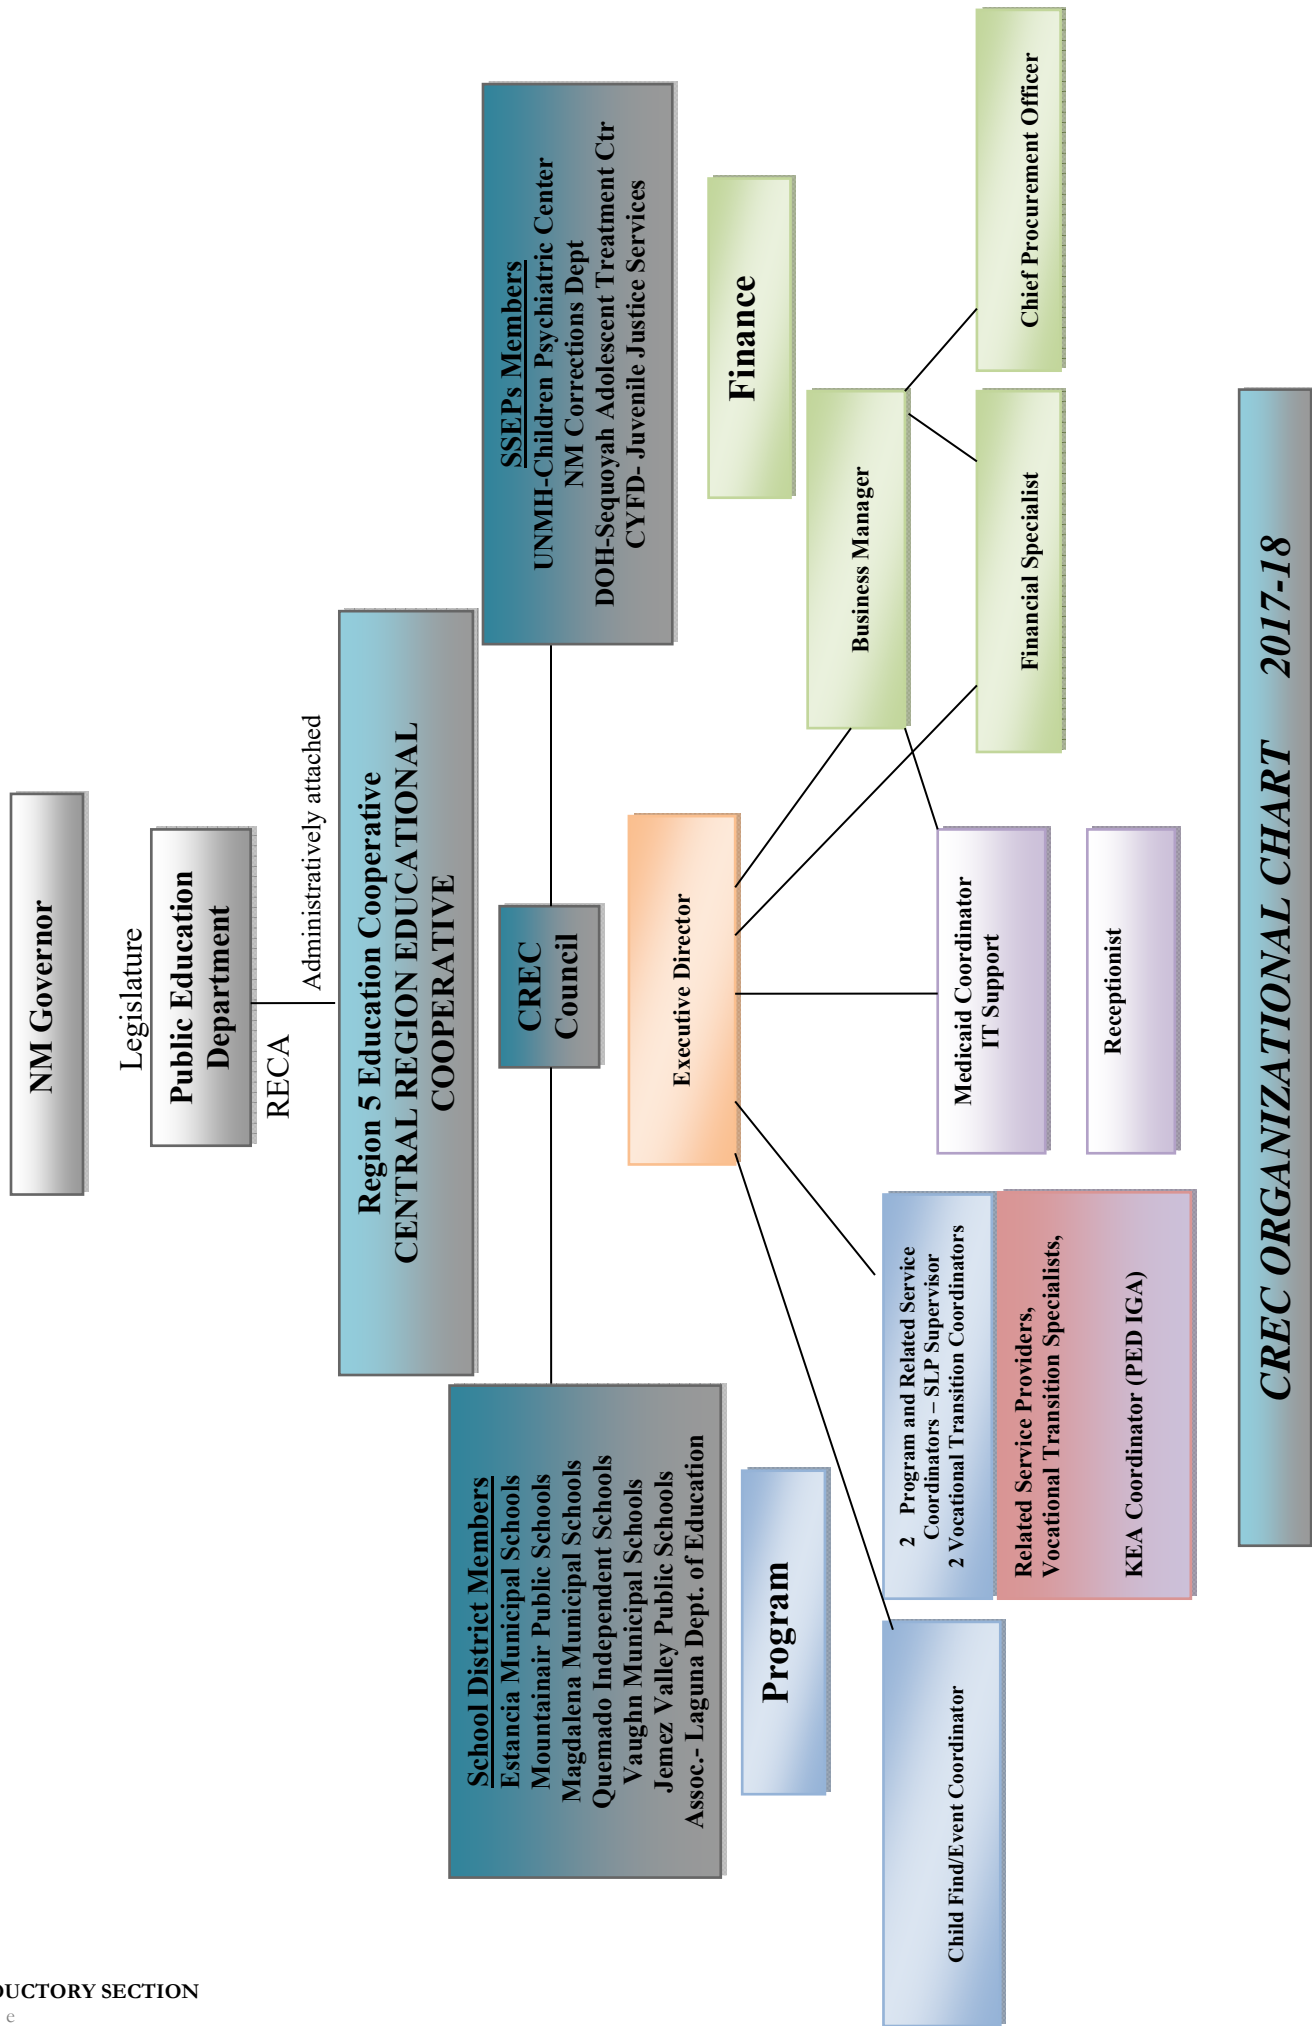 NM Governor
Legislature
Public Education
Department
RECA
Administratively attached
Region 5 Education Cooperative
CENTRAL REGION EDUCATIONAL
COOPERATIVE
School District Members
Estancia Municipal Schools
Mountainair Public Schools
Magdalena Municipal Schools
Quemado Independent Schools
Vaughn Municipal Schools
Jemez Valley Public Schools
Assoc.- Laguna Dept. of Education
CREC
Council
SSEPs Members
UNMH-Children Psychiatric Center
NM Corrections Dept
DOH-Sequoyah Adolescent Treatment Ctr
CYFD- Juvenile Justice Services
Program
Executive Director
Finance
Business Manager
Child Find/Event Coordinator
2 Program and Related Service
Coordinators – SLP Supervisor
2 Vocational Transition Coordinators
Related Service Providers,
Vocational Transition Specialists,
KEA Coordinator (PED IGA)
Medicaid Coordinator
IT Support
Receptionist
Financial Specialist
Chief Procurement Officer
CREC ORGANIZATIONAL CHART 2017-18
DUCTORY SECTION
e